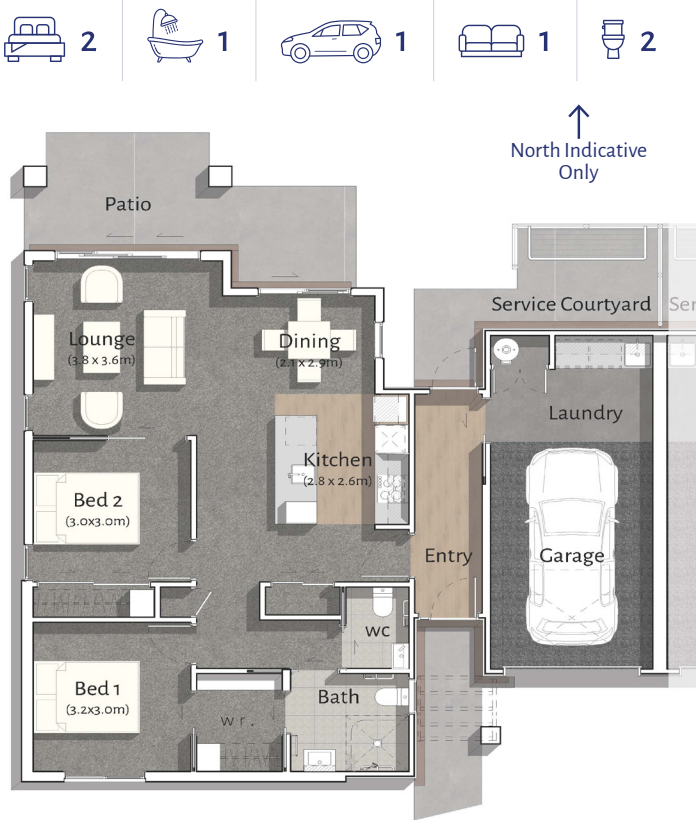 2 1 1 1 2
North Indicative
Only
Patio
Service Courtyard
Ser
Lounge
(3.8 x 3.6m)
Dining
(2.1 x 2.9m)
Laundry
Kitchen
(2.8 x 2.6m)
Bed 2
(3.0x3.0m)
Entry
Garage
wc
Bed 1
(3.2x3.0m)
Bath
wr.